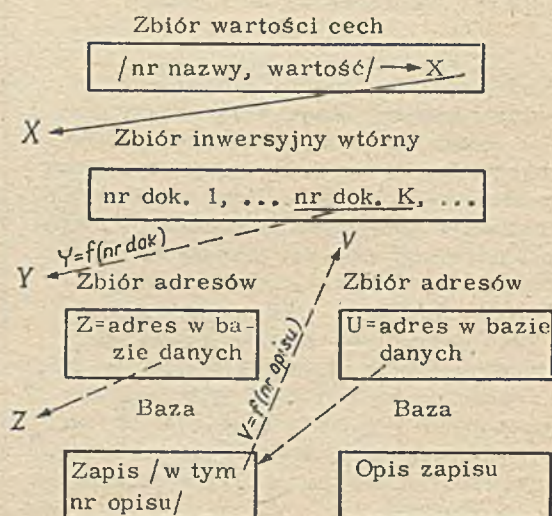 Zbiór wartości cech
/nr nazwy, wartość/ → X
X
Zbiór inwersyjny wtórny
nr dok. 1, ... nr dok. K, ...
Y=f(nr dok)
V
Y
Zbiór adresów
Zbiór adresów
Z=adres w ba-
zie danych
U=adres w bazie
danych
V=f(nr opisu)
Z
Baza
Baza
Zapis /w tym
nr opisu/
Opis zapisu